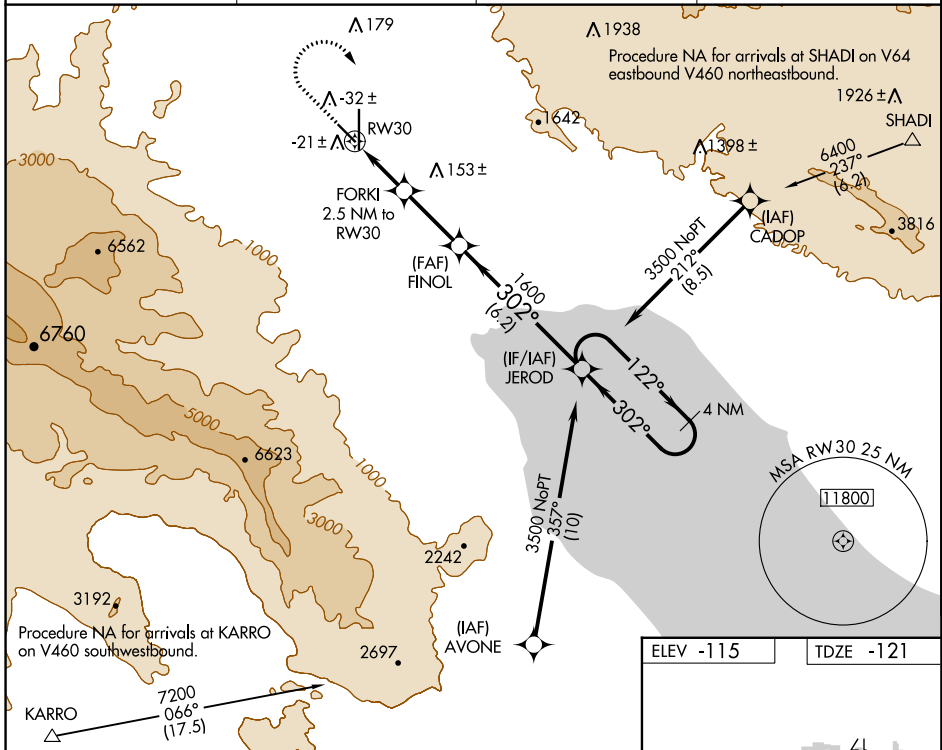 179
1938
Procedure NA for arrivals at SHADI on V64
eastbound V460 northeastbound.
1926 ±
SHADI
-32 ±
RW30
-21 ±
1642
1398 ±
6400
237°
(6.2)
3000
153 ±
FORKI
2.5 NM to
RW30
(IAF)
CADOP
3816
6562
1000
(FAF)
FINOL
3500 NoPT
212°
(8.5)
1600
302°
(6.2)
6760
(IF/IAF)
JEROD
122°
302°
4 NM
5000
6623
1000
MSA RW30 25 NM
11800
3000
3500 NoPT
357°
(10)
2242
3192
Procedure NA for arrivals at KARRO
on V460 southwestbound.
(IAF)
AVONE
2697
ELEV -115
TDZE -121
KARRO
7200
066°
(17.5)